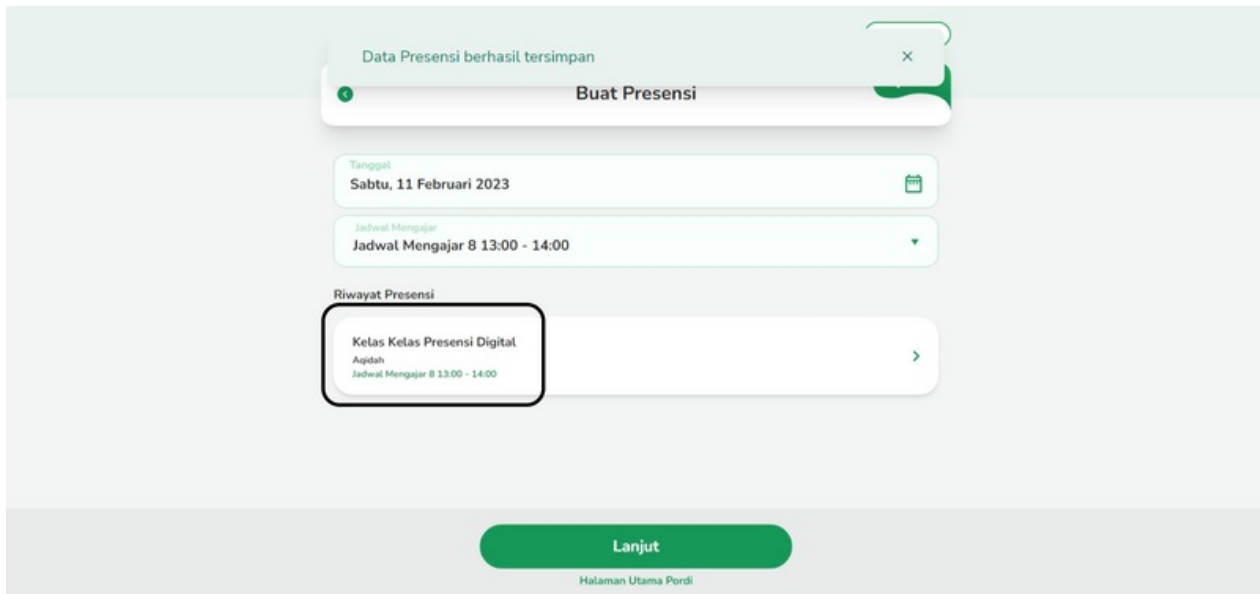 Data Presensi berhasil tersimpan
Buat Presensi
Tanggal
Sabtu, 11 Februari 2023
Jadwal Mengajar
Jadwal Mengajar 8 13:00 - 14:00
Riwayat Presensi
Kelas Kelas Presensi Digital
Aqidah
Jadwal Mengajar 8 13:00 - 14:00
Lanjut
Halaman Utama Pordi